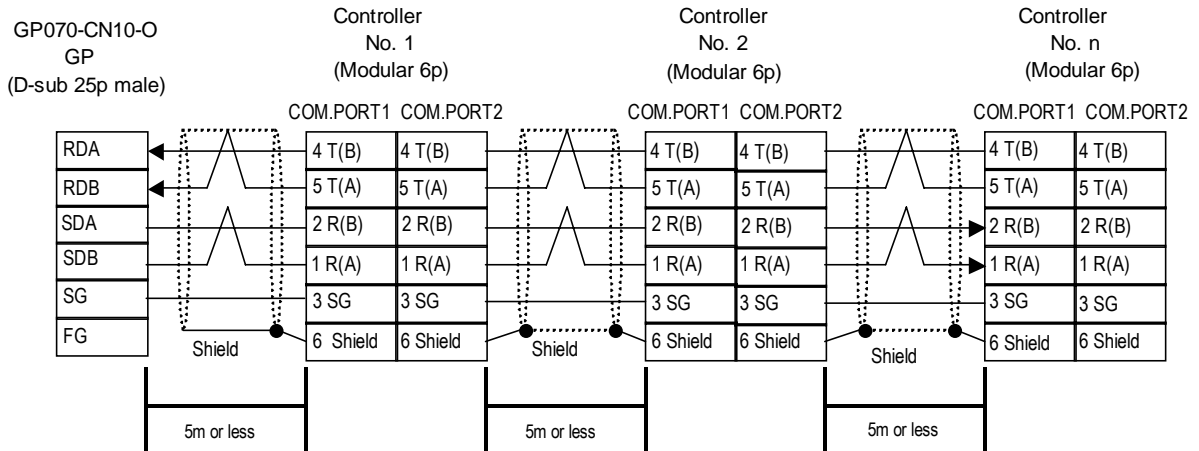 GP070-CN10-O
GP
(D-sub 25p male)
Controller
No. 1
(Modular 6p)
Controller
No. 2
(Modular 6p)
Controller
No. n
(Modular 6p)
COM.PORT1 COM.PORT2 COM.PORT1 COM.PORT2 COM.PORT1 COM.PORT2
RDA 4 T(B) 4 T(B) 4 T(B) 4 T(B) 4 T(B) 4 T(B)
RDB 5 T(A) 5 T(A) 5 T(A) 5 T(A) 5 T(A) 5 T(A)
SDA 2 R(B) 2 R(B) 2 R(B) 2 R(B) 2 R(B) 2 R(B)
SDB 1 R(A) 1 R(A) 1 R(A) 1 R(A) 1 R(A) 1 R(A)
SG 3 SG 3 SG 3 SG 3 SG 3 SG 3 SG
FG Shield 6 Shield 6 Shield Shield 6 Shield 6 Shield Shield 6 Shield 6 Shield
5m or less 5m or less 5m or less